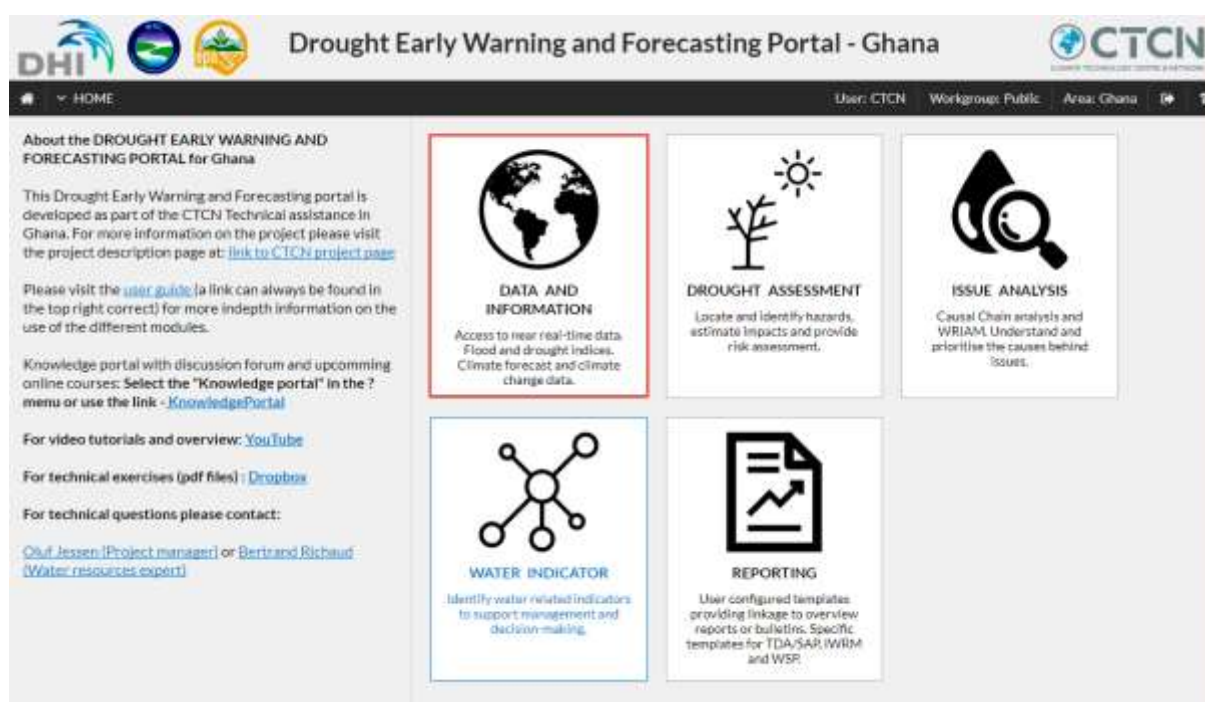 DHI
Drought Early Warning and Forecasting Portal - Ghana
CTCN
HOME
User: CTCN
Workgroup: Public
Area: Ghana
About the DROUGHT EARLY WARNING AND
FORECASTING PORTAL for Ghana
This Drought Early Warning and Forecasting portal is
developed as part of the CTCN Technical assistance in
Ghana. For more information on the project please visit
the project description page at: link to CTCN project page
Please visit the user guide (a link can always be found in
the top right correct) for more indepth information on the
use of the different modules.
Knowledge portal with discussion forum and upcomming
online courses: Select the "Knowledge portal" in the ?
menu or use the link - KnowledgePortal
For video tutorials and overview: YouTube
For technical exercises (pdf files) : Dropbox
For technical questions please contact:
Oluf Jessen (Project manager) or Bertrand Richaud
(Water resources expert)
DATA AND
INFORMATION
Access to near real-time data.
Flood and drought indices.
Climate forecast and climate
change data.
DROUGHT ASSESSMENT
Locate and identify hazards,
estimate impacts and provide
risk assessment.
ISSUE ANALYSIS
Causal Chain analysis and
WRIAM. Understand and
prioritise the causes behind
issues.
WATER INDICATOR
Identify water related indicators
to support management and
decision-making.
REPORTING
User configured templates
providing linkage to overview
reports or bulletins. Specific
templates for TDA/SAP, IWRM
and WSP.